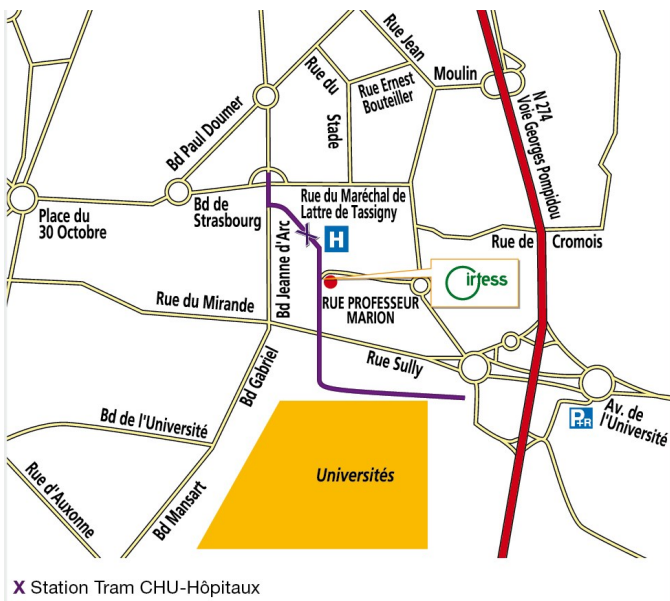 Rue Jean
Moulin
Rue du
Stade
Rue Ernest
Bouteiller
N 274
Voie Georges Pompidou
Bd Paul Doumer
Place du
30 Octobre
Bd de
Strasbourg
Rue du Maréchal de
Lattre de Tassigny
H
Rue de Cromois
Bd Jeanne d'Arc
irtess
RUE PROFESSEUR
MARION
Rue du Mirande
Rue Sully
Bd Gabriel
P+R
Av. de
l'Université
Bd de l'Université
Rue d'Auxonne
Bd Mansart
Universités
X Station Tram CHU-Hôpitaux